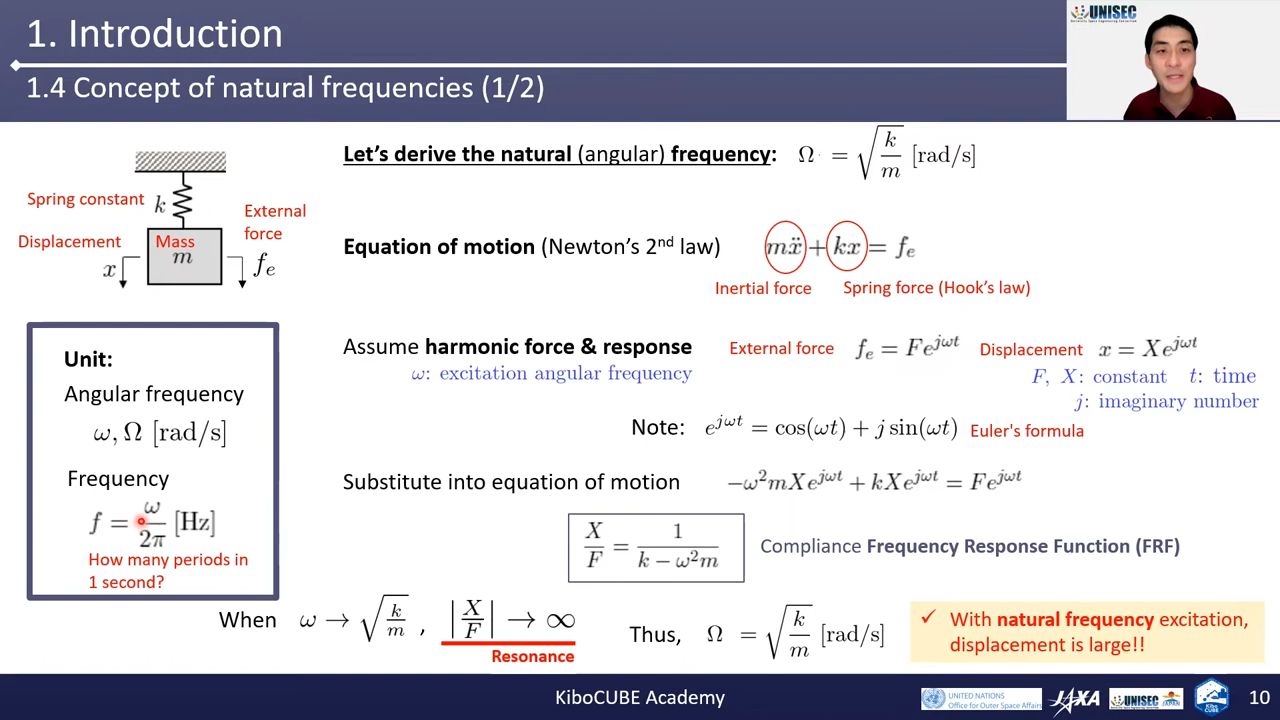 1. Introduction
1.4 Concept of natural frequencies (1/2)
UNISEC
Let's derive the natural (angular) frequency: Ω = √(k/m) [rad/s]
Spring constant k
External force
Displacement x
Mass m
fₑ
Equation of motion (Newton's 2nd law) mẍ + kx = fₑ
Inertial force
Spring force (Hook's law)
Unit:
Angular frequency
ω, Ω [rad/s]
Frequency
f = ω/2π [Hz]
How many periods in
1 second?
Assume harmonic force & response External force fₑ = Fe^{jωt} Displacement x = Xe^{jωt}
ω: excitation angular frequency
F, X: constant t: time
j: imaginary number
Note: e^{jωt} = cos(ωt) + j sin(ωt) Euler's formula
Substitute into equation of motion −ω²mXe^{jωt} + kXe^{jωt} = Fe^{jωt}
X/F = 1/(k − ω²m) Compliance Frequency Response Function (FRF)
When ω → √(k/m) , |X/F| → ∞
Resonance
Thus, Ω = √(k/m) [rad/s]
✓ With natural frequency excitation,
displacement is large!!
KiboCUBE Academy
UNITED NATIONS
Office for Outer Space Affairs
JAXA
UNISEC
JAPAN
Kibo
CUBE
10